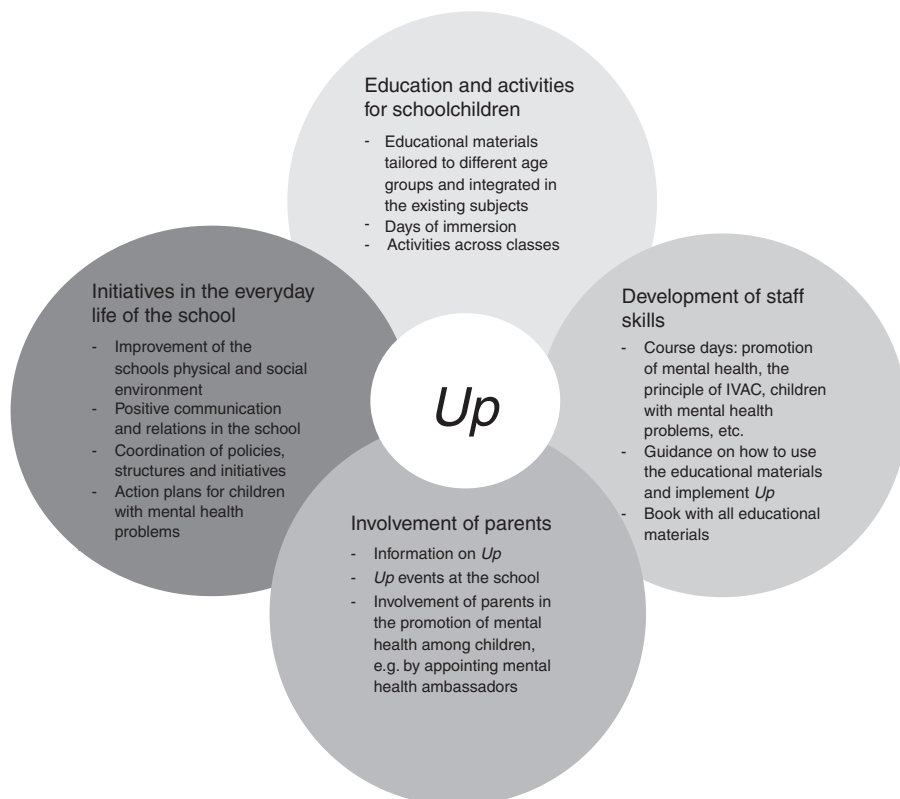 Education and activities
for schoolchildren
- Educational materials
tailored to different age
groups and integrated in
the existing subjects
- Days of immersion
- Activities across classes
Initiatives in the everyday
life of the school
- Improvement of the
schools physical and social
environment
- Positive communication
and relations in the school
- Coordination of policies,
structures and initiatives
- Action plans for children
with mental health
problems
Up
Development of staff
skills
- Course days: promotion
of mental health, the
principle of IVAC, children
with mental health
problems, etc.
- Guidance on how to use
the educational materials
and implement Up
- Book with all educational
materials
Involvement of parents
- Information on Up
- Up events at the school
- Involvement of parents in
the promotion of mental
health among children,
e.g. by appointing mental
health ambassadors